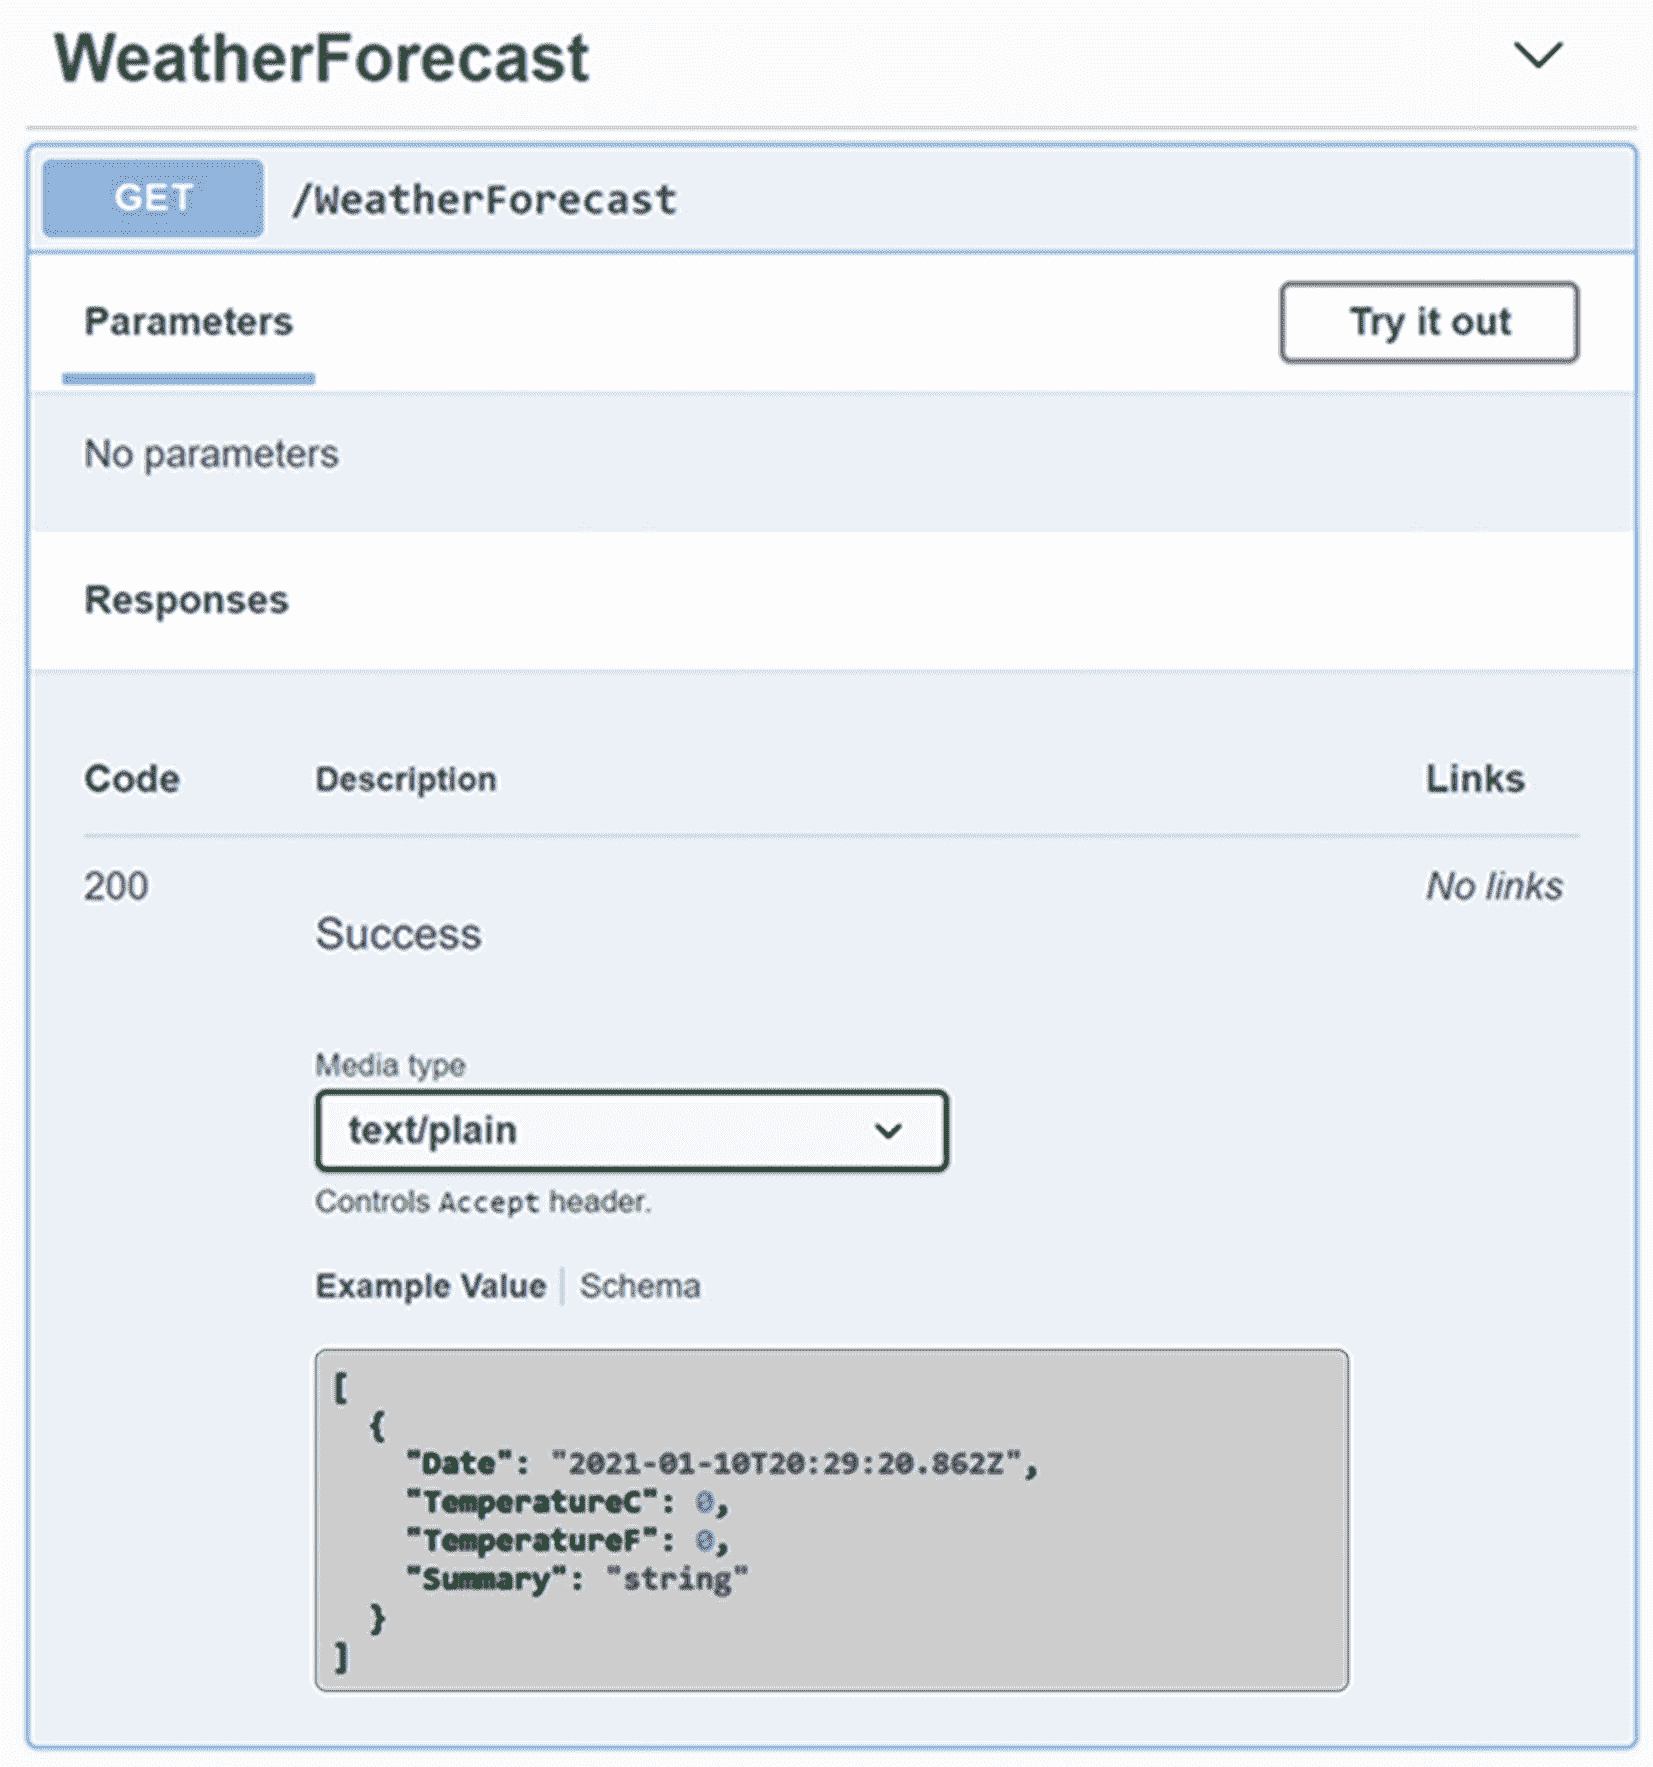 WeatherForecast
GET /WeatherForecast
Parameters Try it out
No parameters
Responses
Code Description Links
200 No links
Success
Media type
text/plain
Controls Accept header.
Example Value Schema
[
{
"Date": "2021-01-10T20:29:20.862Z",
"TemperatureC": 0,
"TemperatureF": 0,
"Summary": "string"
}
]